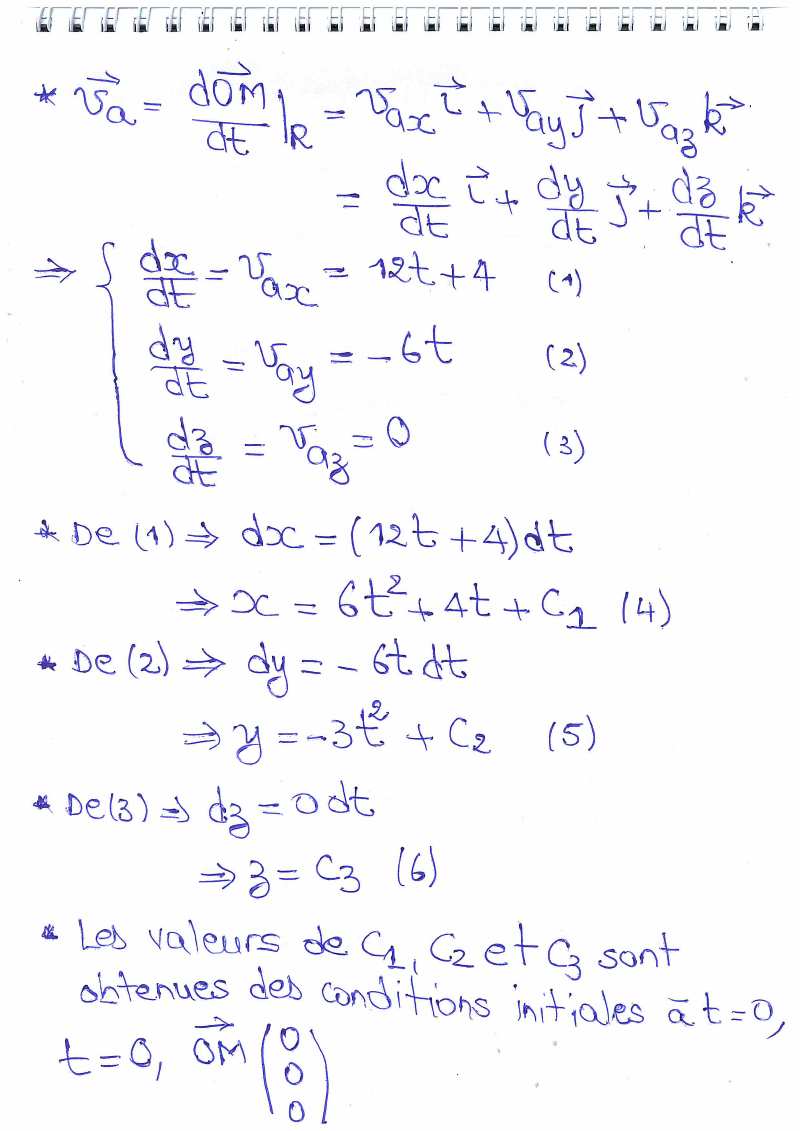 * v⃗a = dOM⃗/dt |R = vax i⃗ + vay j⃗ + vaz k⃗
= dx/dt i⃗ + dy/dt j⃗ + dz/dt k⃗
⇒ { dx/dt = vax = 12t + 4 (1)
dy/dt = vay = - 6t (2)
dz/dt = vaz = 0 (3)
* De (1) ⇒ dx = (12t + 4) dt
⇒ x = 6t² + 4t + C1 (4)
* De (2) ⇒ dy = - 6t dt
⇒ y = -3t² + C2 (5)
* De (3) ⇒ dz = 0 dt
⇒ z = C3 (6)
* Les valeurs de C1, C2 et C3 sont
obtenues des conditions initiales à t=0,
t=0, OM⃗ (0
0
0)